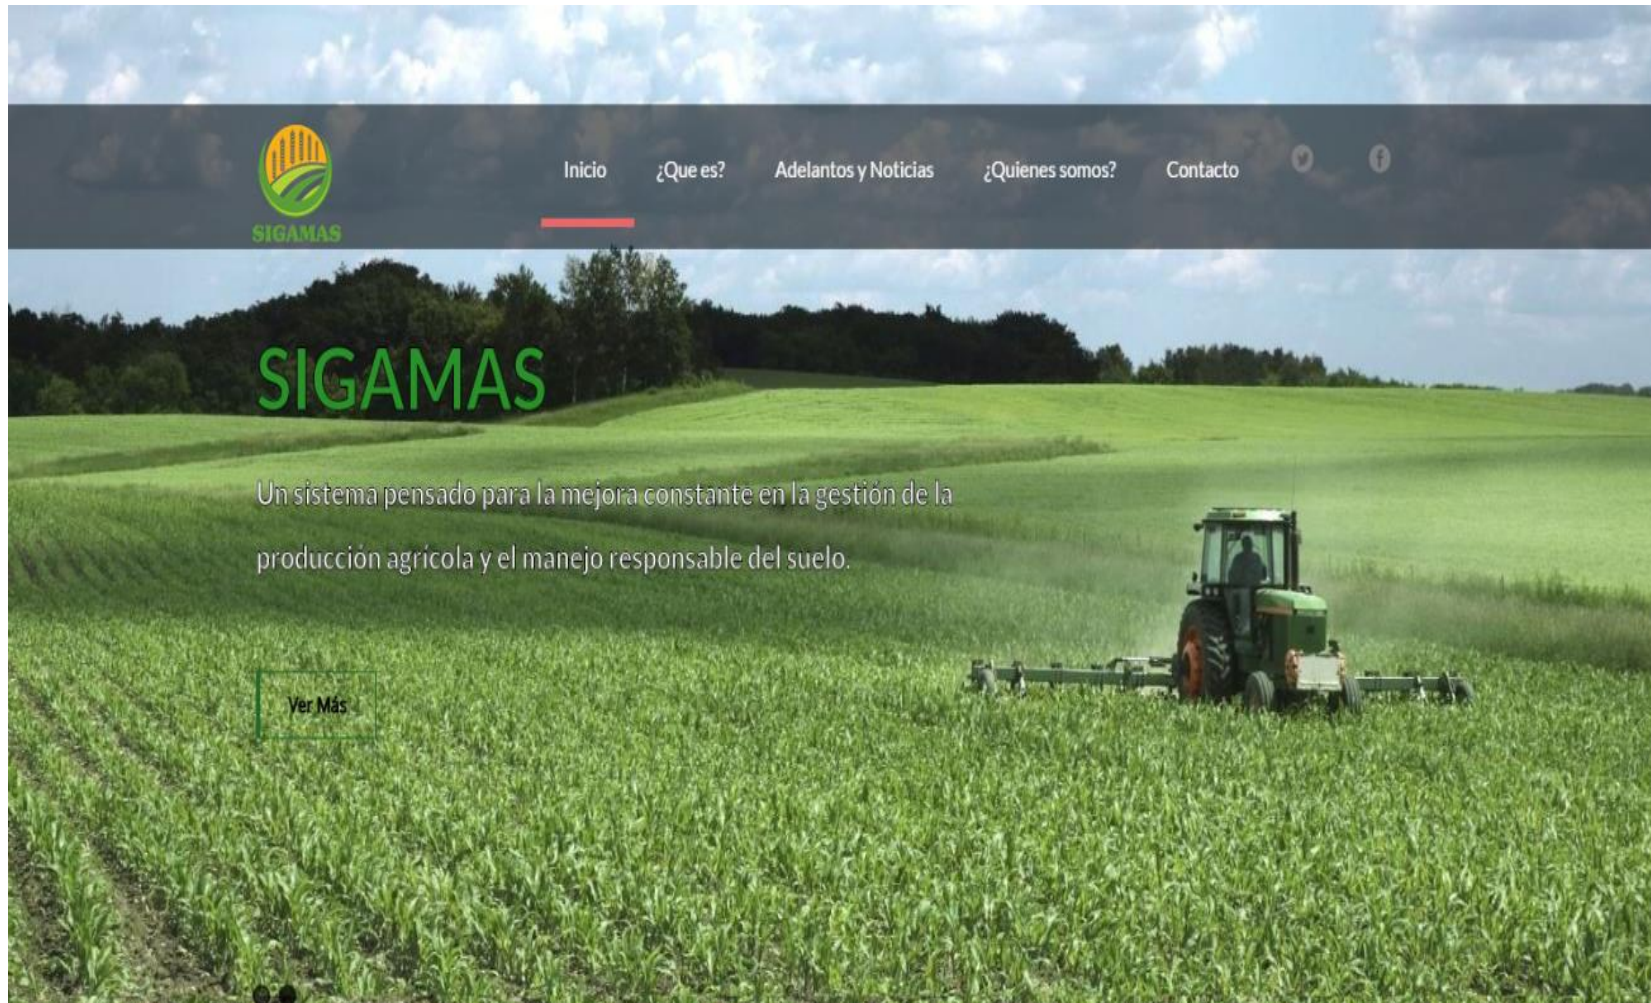 SIGAMAS
Inicio
¿Que es?
Adelantos y Noticias
¿Quienes somos?
Contacto
SIGAMAS
Un sistema pensado para la mejora constante en la gestión de la
producción agrícola y el manejo responsable del suelo.
Ver Más